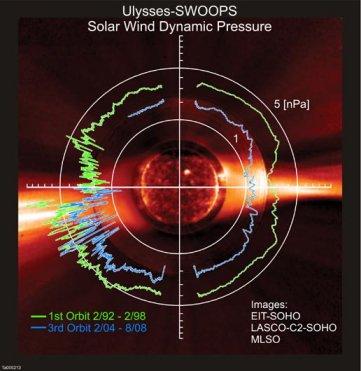 Ulysses-SWOOPS
Solar Wind Dynamic Pressure
5 [nPa]
1
1st Orbit 2/92 - 2/98
3rd Orbit 2/04 - 8/08
Images:
EIT-SOHO
LASCO-C2-SOHO
MLSO